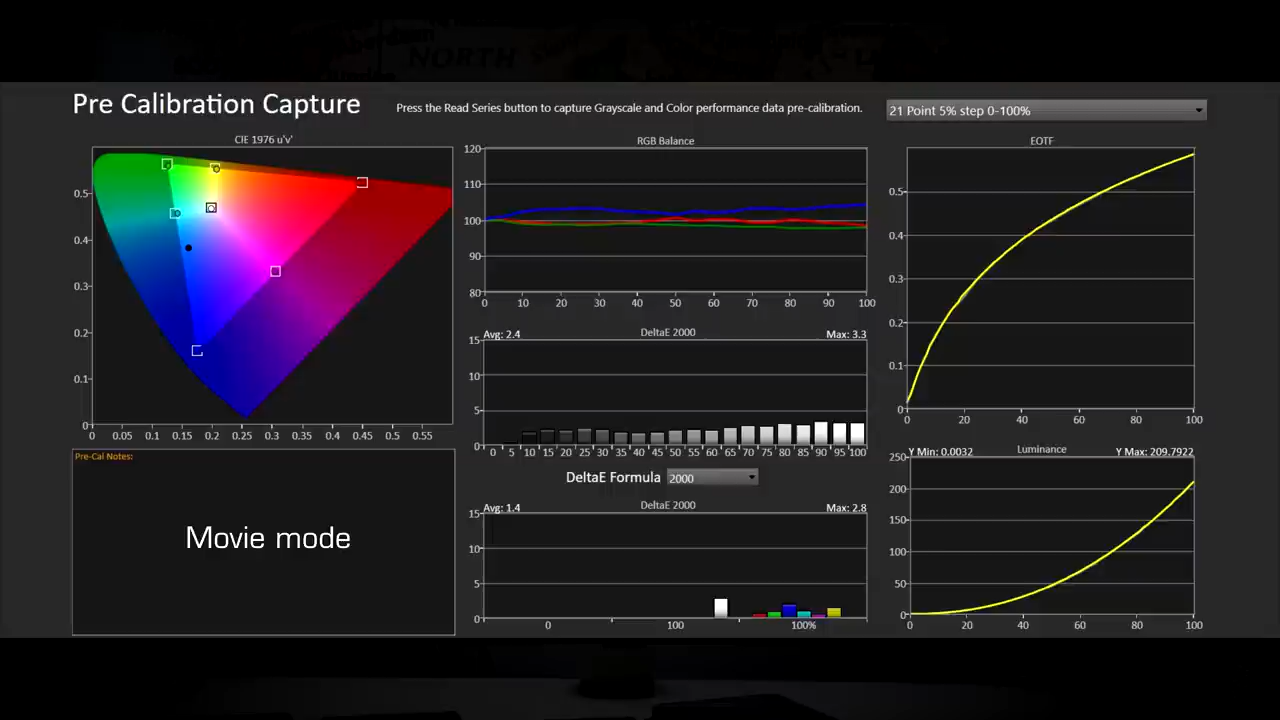 NORTH
Pre Calibration Capture
Press the Read Series button to capture Grayscale and Color performance data pre-calibration.
21 Point 5% step 0-100%
CIE 1976 u'v'
0.5
0.4
0.3
0.2
0.1
0
0 0.05 0.1 0.15 0.2 0.25 0.3 0.35 0.4 0.45 0.5 0.55
Pre-Cal Notes:
Movie mode
RGB Balance
120
110
100
90
80
0 10 20 30 40 50 60 70 80 90 100
Avg: 2.4 DeltaE 2000 Max: 3.3
15
10
5
0
0 5 10 15 20 25 30 35 40 45 50 55 60 65 70 75 80 85 90 95 100
DeltaE Formula 2000
Avg: 1.4 DeltaE 2000 Max: 2.8
15
10
5
0
0 100 100%
EOTF
0.5
0.4
0.3
0.2
0.1
0
0 20 40 60 80 100
Y Min: 0.0032 Luminance Y Max: 209.7922
250
200
150
100
50
0
0 20 40 60 80 100